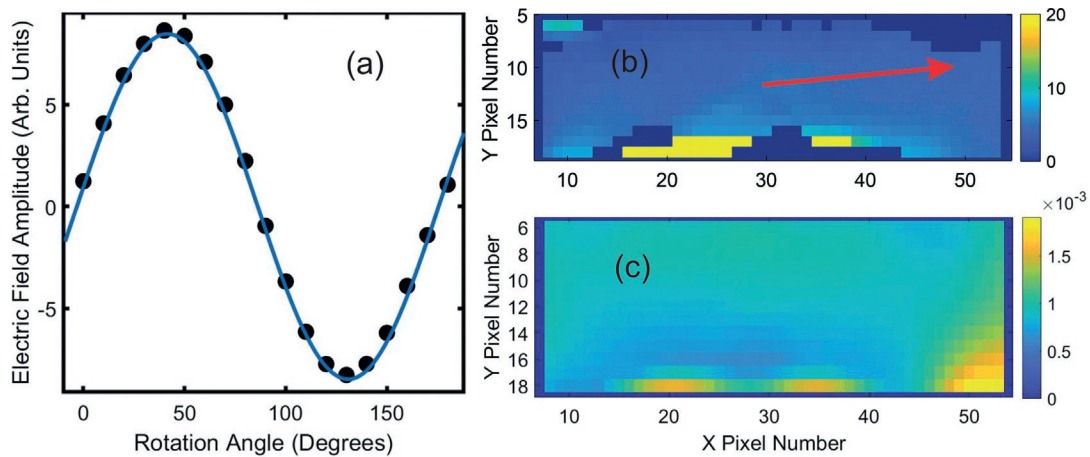 (a)
Electric Field Amplitude (Arb. Units)
5
0
-5
0 50 100 150
Rotation Angle (Degrees)
(b)
Y Pixel Number
5
10
15
10 20 30 40 50
20
15
10
5
0
(c)
Y Pixel Number
6
8
10
12
14
16
18
10 20 30 40 50
X Pixel Number
×10⁻³
1.5
1
0.5
0